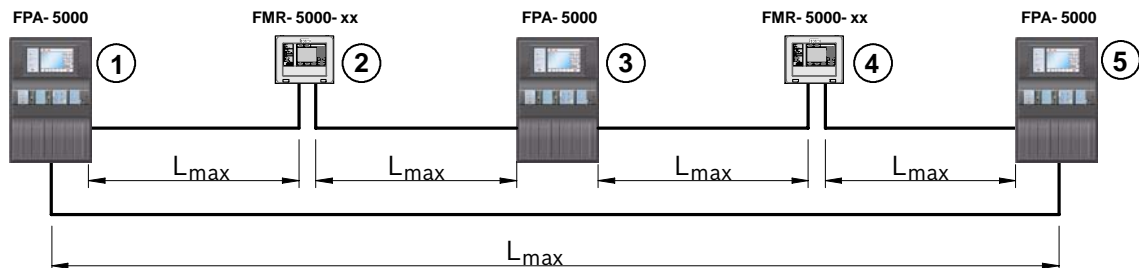 FPA- 5000 FMR- 5000- xx FPA- 5000 FMR- 5000- xx FPA- 5000
1 2 3 4 5
Lmax Lmax Lmax Lmax
Lmax